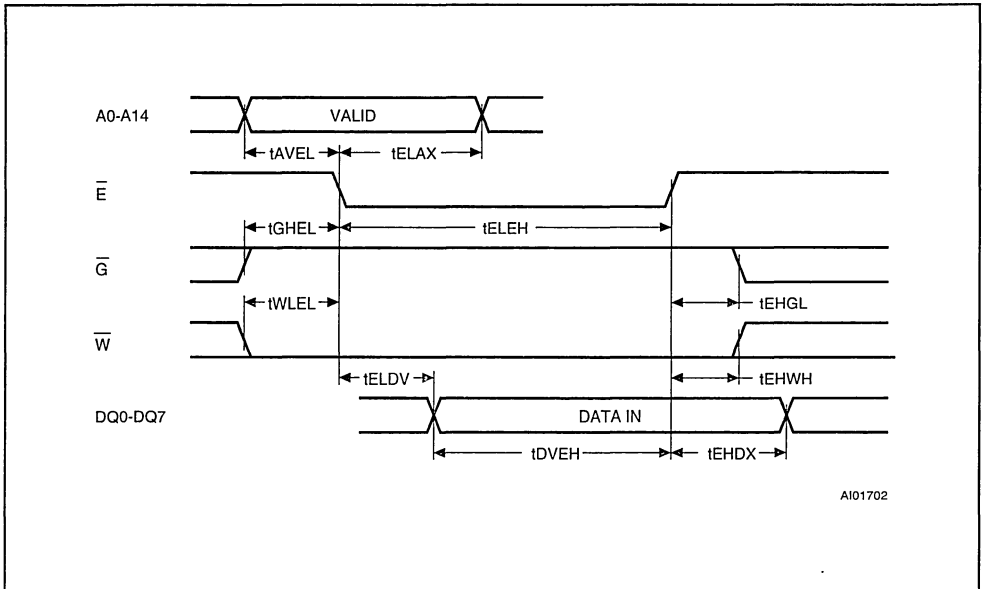 A0-A14 VALID
tAVEL tELAX
E
tGHEL tELEH
G
tWLEL tEHGL
W
tELDV tEHWH
DQ0-DQ7 DATA IN
tDVEH tEHDX
AI01702